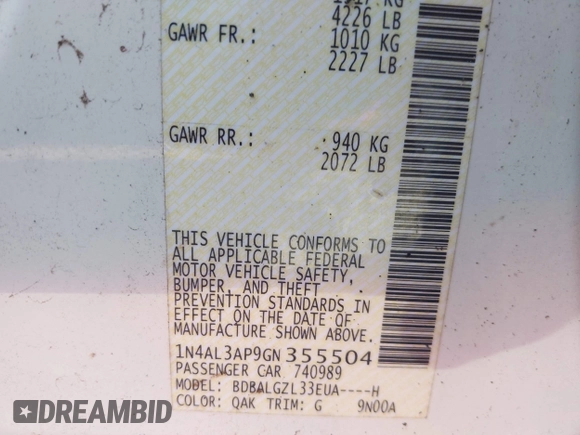 1917 KG
4226 LB
GAWR FR.: 1010 KG
2227 LB
GAWR RR.: 940 KG
2072 LB
THIS VEHICLE CONFORMS TO
ALL APPLICABLE FEDERAL
MOTOR VEHICLE SAFETY,
BUMPER, AND THEFT
PREVENTION STANDARDS IN
EFFECT ON THE DATE OF
MANUFACTURE SHOWN ABOVE.
1N4AL3AP9GN355504
PASSENGER CAR 740989
MODEL: BDBALGZL33EUA----H
COLOR: QAK TRIM: G 9N00A
DREAMBID